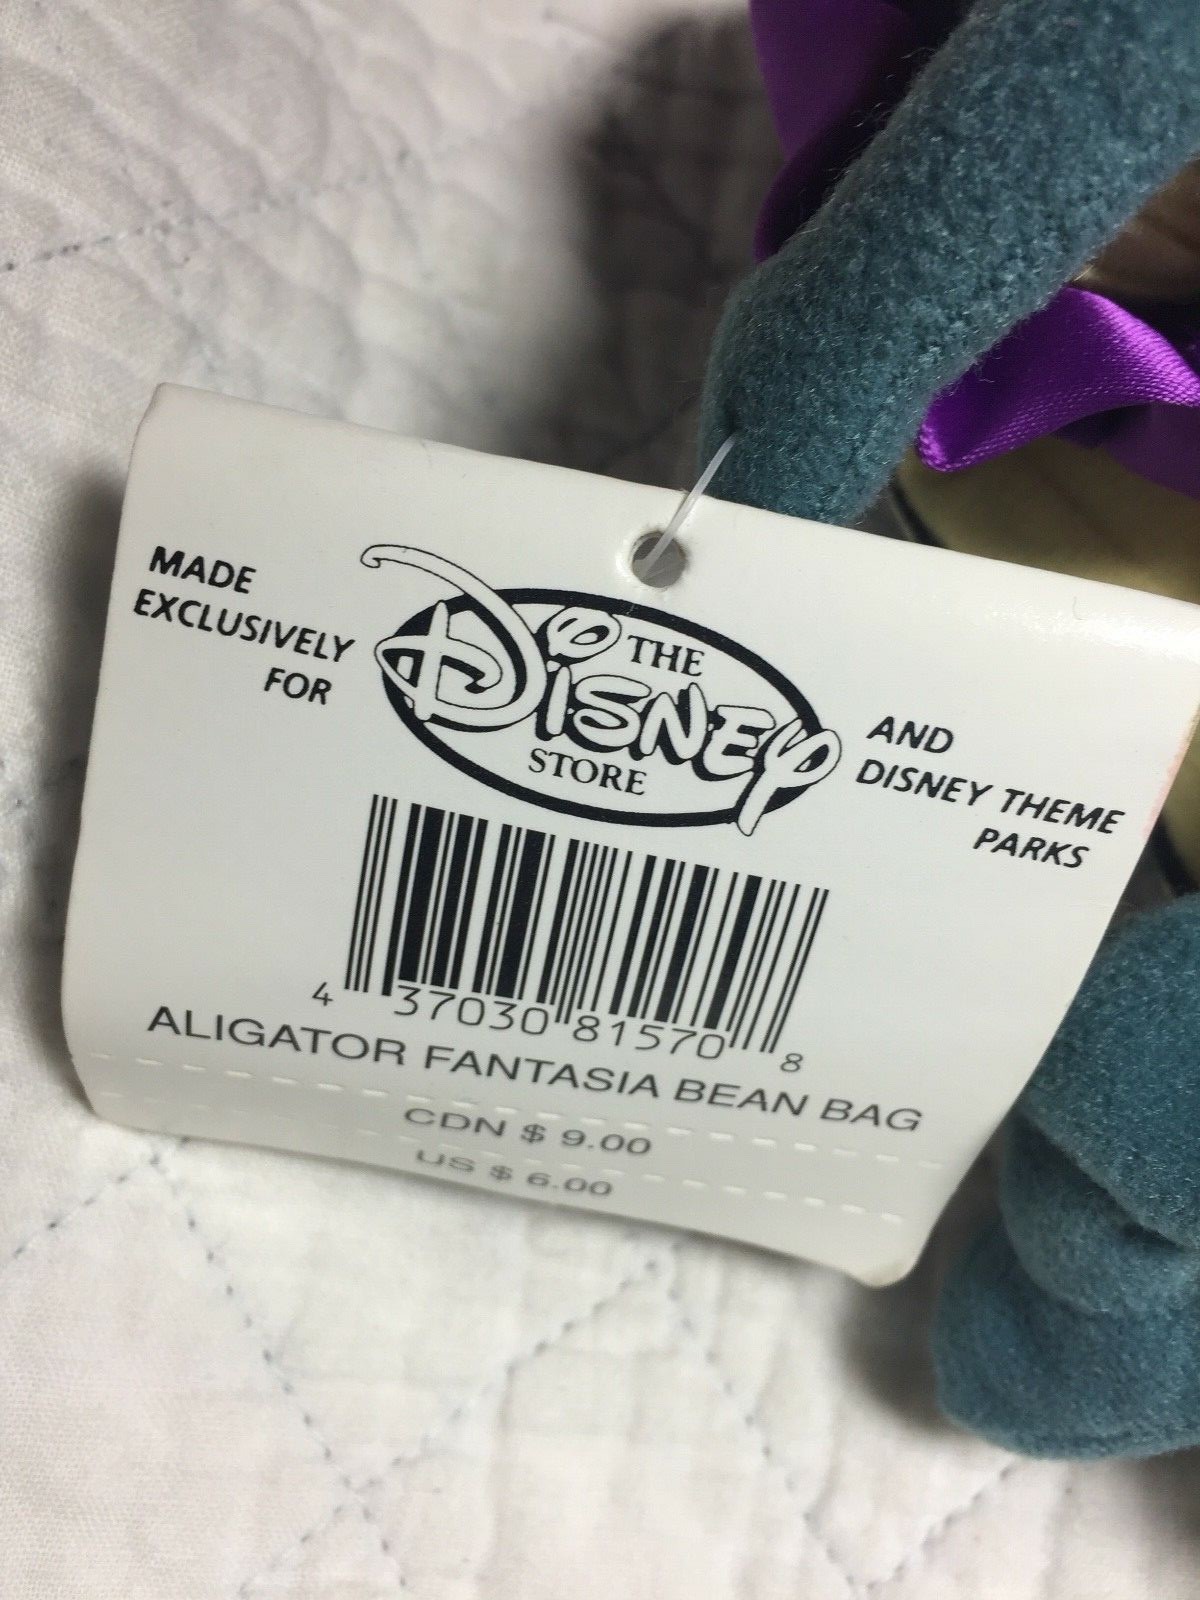 MADE
EXCLUSIVELY
FOR
THE
Disney
STORE
AND
DISNEY THEME
PARKS
4 37030 81570 8
ALIGATOR FANTASIA BEAN BAG
CDN $ 9.00
US $ 6.00